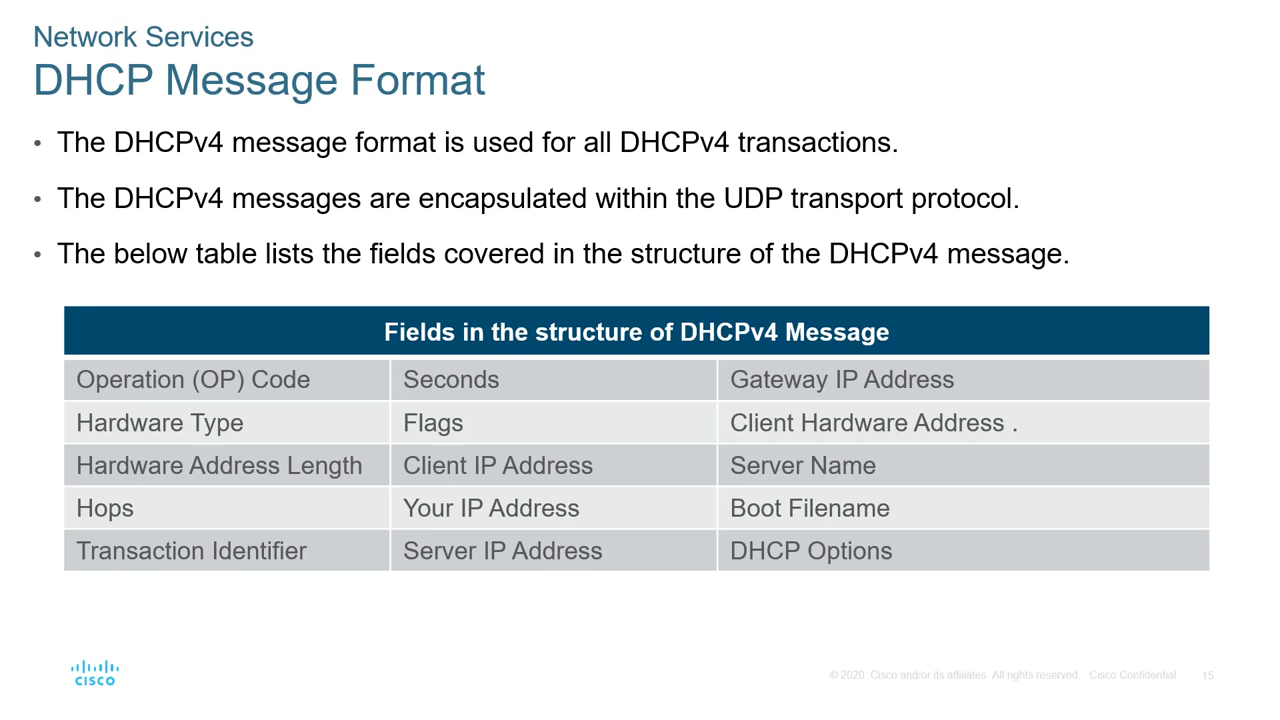 Network Services
DHCP Message Format
• The DHCPv4 message format is used for all DHCPv4 transactions.
• The DHCPv4 messages are encapsulated within the UDP transport protocol.
• The below table lists the fields covered in the structure of the DHCPv4 message.
Fields in the structure of DHCPv4 Message
Operation (OP) Code Seconds Gateway IP Address
Hardware Type Flags Client Hardware Address .
Hardware Address Length Client IP Address Server Name
Hops Your IP Address Boot Filename
Transaction Identifier Server IP Address DHCP Options
CISCO
© 2020 Cisco and/or its affiliates. All rights reserved. Cisco Confidential 15